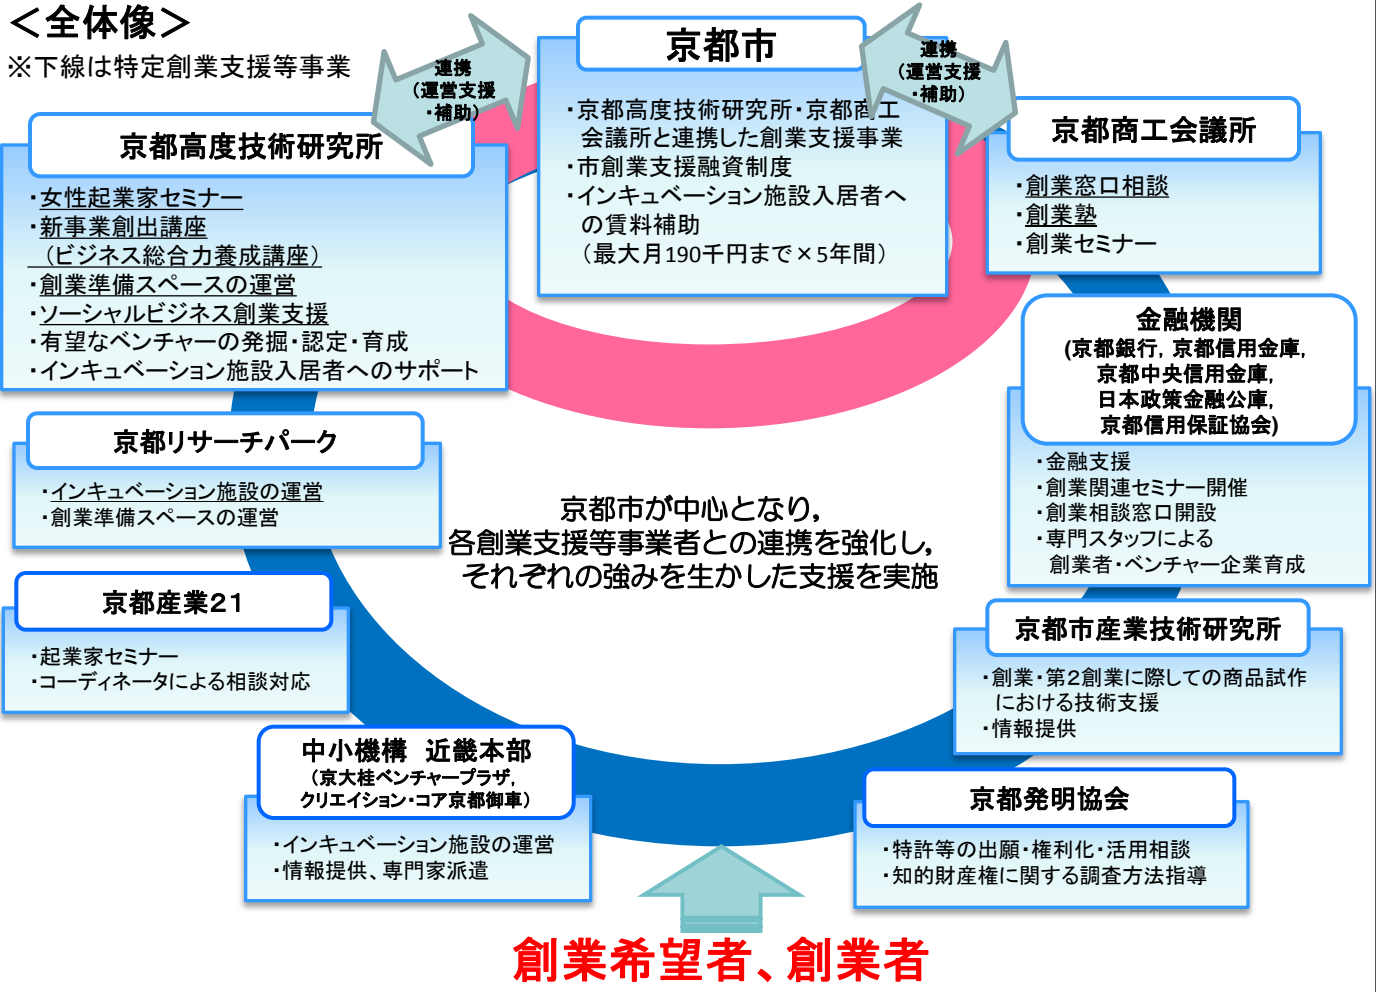 ＜全体像＞
※下線は特定創業支援等事業
連携
（運営支援
・補助）
京都市
・京都高度技術研究所・京都商工
会議所と連携した創業支援事業
・市創業支援融資制度
・インキュベーション施設入居者へ
の賃料補助
（最大月190千円まで×5年間）
連携
（運営支援
・補助）
京都高度技術研究所
・女性起業家セミナー
・新事業創出講座
（ビジネス総合力養成講座）
・創業準備スペースの運営
・ソーシャルビジネス創業支援
・有望なベンチャーの発掘・認定・育成
・インキュベーション施設入居者へのサポート
京都商工会議所
・創業窓口相談
・創業塾
・創業セミナー
金融機関
(京都銀行，京都信用金庫，
京都中央信用金庫，
日本政策金融公庫，
京都信用保証協会)
・金融支援
・創業関連セミナー開催
・創業相談窓口開設
・専門スタッフによる
創業者・ベンチャー企業育成
京都リサーチパーク
・インキュベーション施設の運営
・創業準備スペースの運営
京都市が中心となり，
各創業支援等事業者との連携を強化し，
それぞれの強みを生かした支援を実施
京都産業２１
・起業家セミナー
・コーディネータによる相談対応
京都市産業技術研究所
・創業・第２創業に際しての商品試作
における技術支援
・情報提供
中小機構　近畿本部
（京大桂ベンチャープラザ，
クリエイション・コア京都御車）
・インキュベーション施設の運営
・情報提供、専門家派遣
京都発明協会
・特許等の出願・権利化・活用相談
・知的財産権に関する調査方法指導
創業希望者、創業者